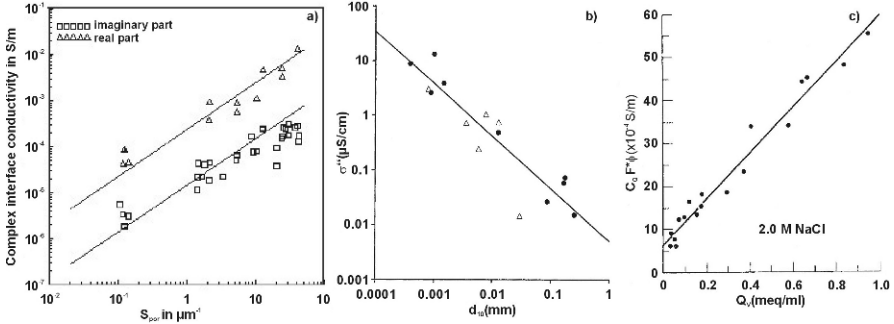 a)
□□□□ imaginary part
△△△△ real part
Complex interface conductivity in S/m
10⁻¹
10⁻²
10⁻³
10⁻⁴
10⁻⁵
10⁻⁶
10⁻⁷
10⁻² 10⁻¹ 1 10 10²
S_por in µm⁻¹
b)
σ''(µS/cm)
100
10
1
0.10
0.01
0.001
0.0001 0.001 0.01 0.1 1
d₁₀(mm)
c)
C_q F*ϕ(x10⁻⁴ S/m)
60
50
40
30
20
10
0
2.0 M NaCl
0 0.2 0.4 0.6 0.8 1.0
Qᵥ(meq/ml)